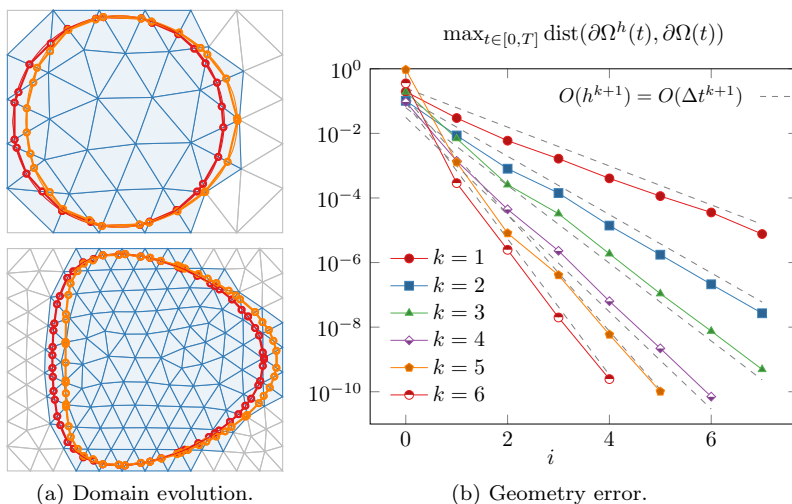 max_{t∈[0,T]} dist(∂Ω^h(t), ∂Ω(t))
10^0
10^{−2}
10^{−4}
10^{−6}
10^{−8}
10^{−10}
O(h^{k+1}) = O(Δt^{k+1})
k = 1
k = 2
k = 3
k = 4
k = 5
k = 6
0
2
4
6
i
(a) Domain evolution.
(b) Geometry error.